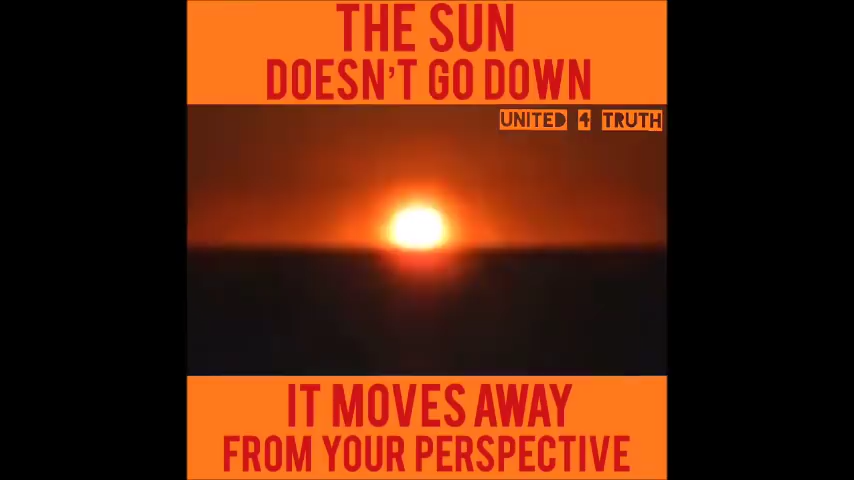 THE SUN
DOESN'T GO DOWN
UNITED 4 TRUTH
IT MOVES AWAY
FROM YOUR PERSPECTIVE